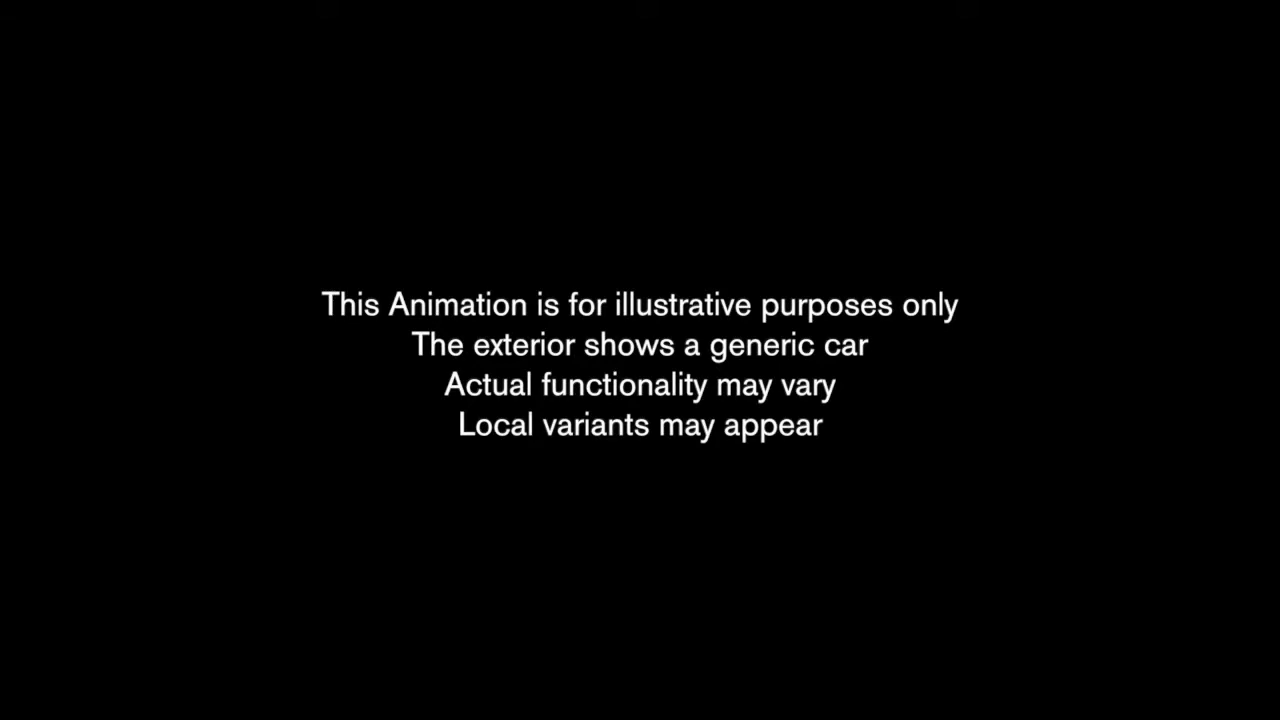 This Animation is for illustrative purposes only
The exterior shows a generic car
Actual functionality may vary
Local variants may appear